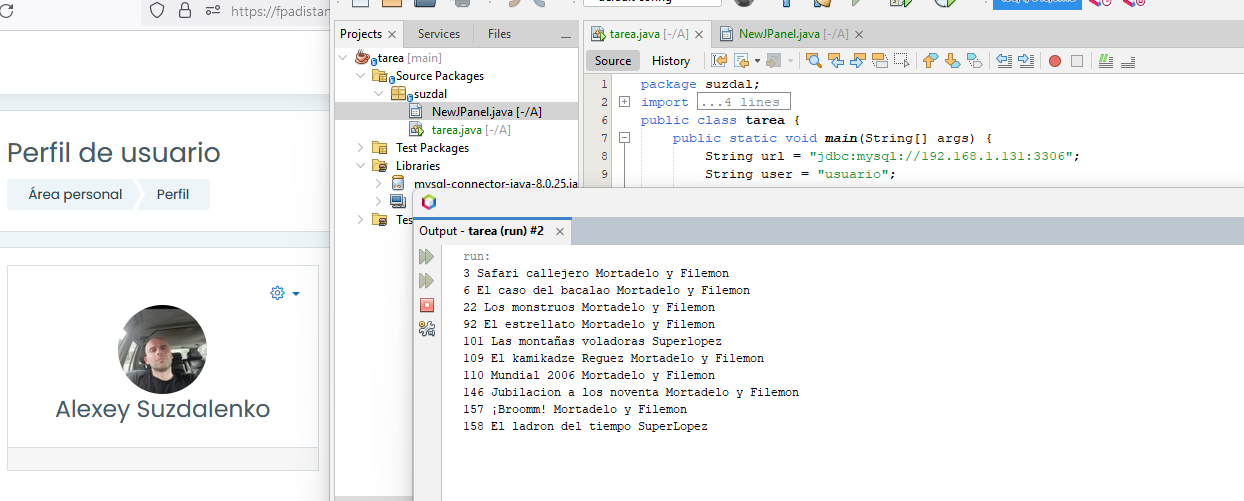 https://fpadistan
Perfil de usuario
Área personal
Perfil
Alexey Suzdalenko
Projects
Services
Files
tarea [main]
Source Packages
suzdal
NewJPanel.java [-/A]
tarea.java [-/A]
Test Packages
Libraries
mysql-connector-java-8.0.25.ja
Tes
tarea.java [-/A]
NewJPanel.java [-/A]
Source
History
1 package suzdal;
2 import ...4 lines
6 public class tarea {
7 public static void main(String[] args) {
8 String url = "jdbc:mysql://192.168.1.131:3306";
9 String user = "usuario";
Output - tarea (run) #2
run:
3 Safari callejero Mortadelo y Filemon
6 El caso del bacalao Mortadelo y Filemon
22 Los monstruos Mortadelo y Filemon
92 El estrellato Mortadelo y Filemon
101 Las montañas voladoras Superlopez
109 El kamikadze Reguez Mortadelo y Filemon
110 Mundial 2006 Mortadelo y Filemon
146 Jubilacion a los noventa Mortadelo y Filemon
157 ¡Broomm! Mortadelo y Filemon
158 El ladron del tiempo SuperLopez